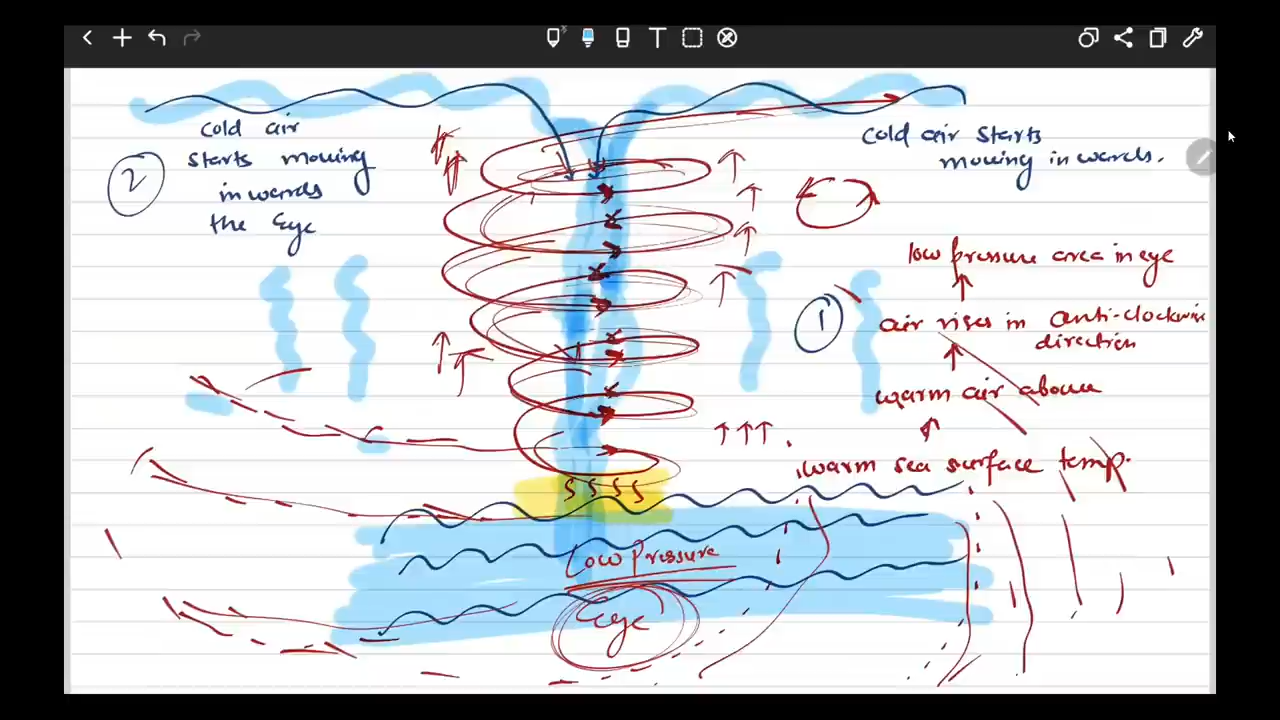 cold air
starts moving
inwards
the Eye
2
cold air starts
moving inwards.
low pressure area in eye
1
air rises in anti-clockwise
direction
warm air above
warm sea surface temp.
SSSS
Low Pressure
Eye